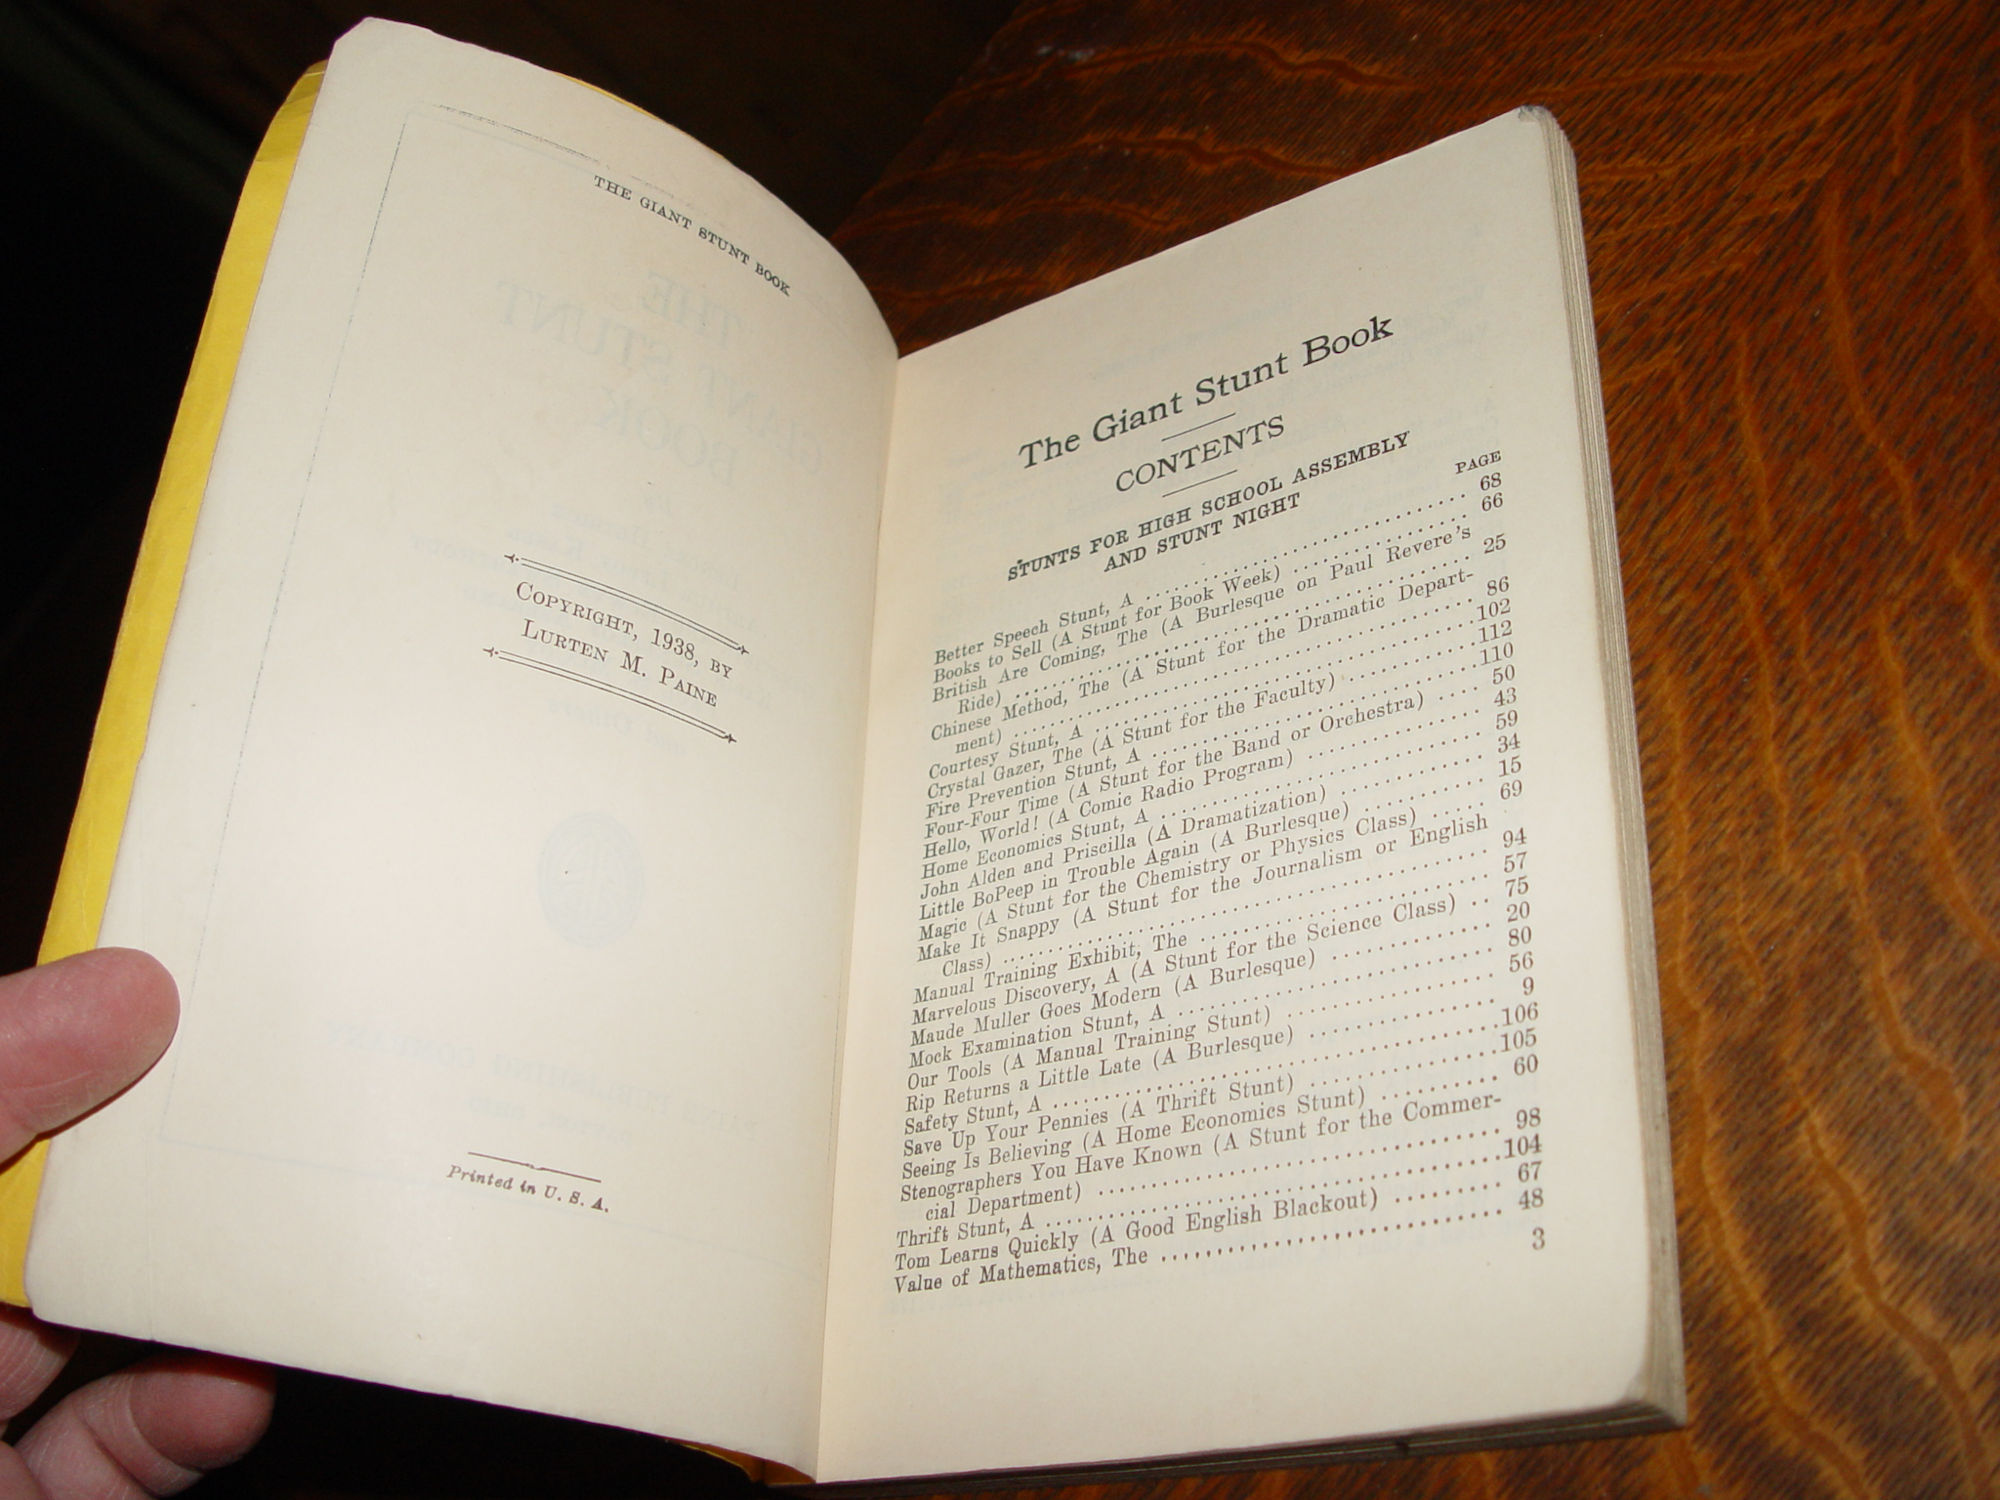 THE GIANT STUNT BOOK
COPYRIGHT, 1938, BY
LURTEN M. PAINE
Printed in U. S. A.
The Giant Stunt Book
CONTENTS
STUNTS FOR HIGH SCHOOL ASSEMBLY
AND STUNT NIGHT
PAGE
Better Speech Stunt, A .......... 68
Books to Sell (A Stunt for Book Week) .......... 66
British Are Coming, The (A Burlesque on Paul Revere's
Ride) .......... 25
Chinese Method, The (A Stunt for the Dramatic Depart-
ment) .......... 86
Courtesy Stunt, A .......... 102
Crystal Gazer, The (A Stunt for the Faculty) .......... 112
Fire Prevention Stunt, A .......... 110
Four-Four Time (A Stunt for the Band or Orchestra) .... 50
Hello, World! (A Comic Radio Program) .......... 43
Home Economics Stunt, A .......... 59
John Alden and Priscilla (A Dramatization) .......... 34
Little BoPeep in Trouble Again (A Burlesque) .......... 15
Magic (A Stunt for the Chemistry or Physics Class) ..... 69
Make It Snappy (A Stunt for the Journalism or English
Class) .......... 94
Manual Training Exhibit, The .......... 57
Marvelous Discovery, A (A Stunt for the Science Class) .. 75
Maude Muller Goes Modern (A Burlesque) .......... 20
Mock Examination Stunt, A .......... 80
Our Tools (A Manual Training Stunt) .......... 56
Rip Returns a Little Late (A Burlesque) .......... 9
Safety Stunt, A .......... 106
Save Up Your Pennies (A Thrift Stunt) .......... 105
Seeing Is Believing (A Home Economics Stunt) ........ 60
Stenographers You Have Known (A Stunt for the Commer-
cial Department) .......... 98
Thrift Stunt, A .......... 104
Tom Learns Quickly (A Good English Blackout) ......... 67
Value of Mathematics, The .......... 48
3